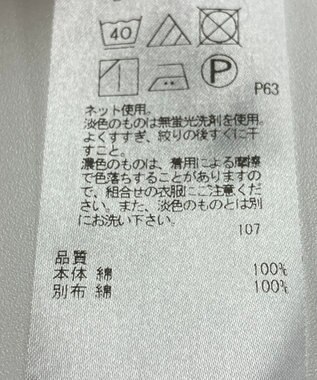 40
P
P63
ネット使用。
淡色のものは無蛍光洗剤を使用。
よくすすぎ、絞りの後すぐに干
すこと。
濃色のものは、着用による摩擦
で色落ちすることがありますの
で、組合せの衣服にご注意くだ
さい。また、淡色のものとは別
にお洗い下さい。
107
品質
本体 綿 100%
別布 綿 100%